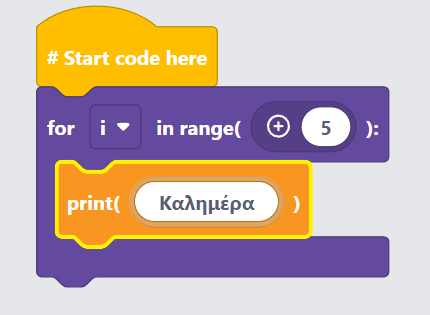 # Start code here
for i in range( 5 ):
print( Καλημέρα )